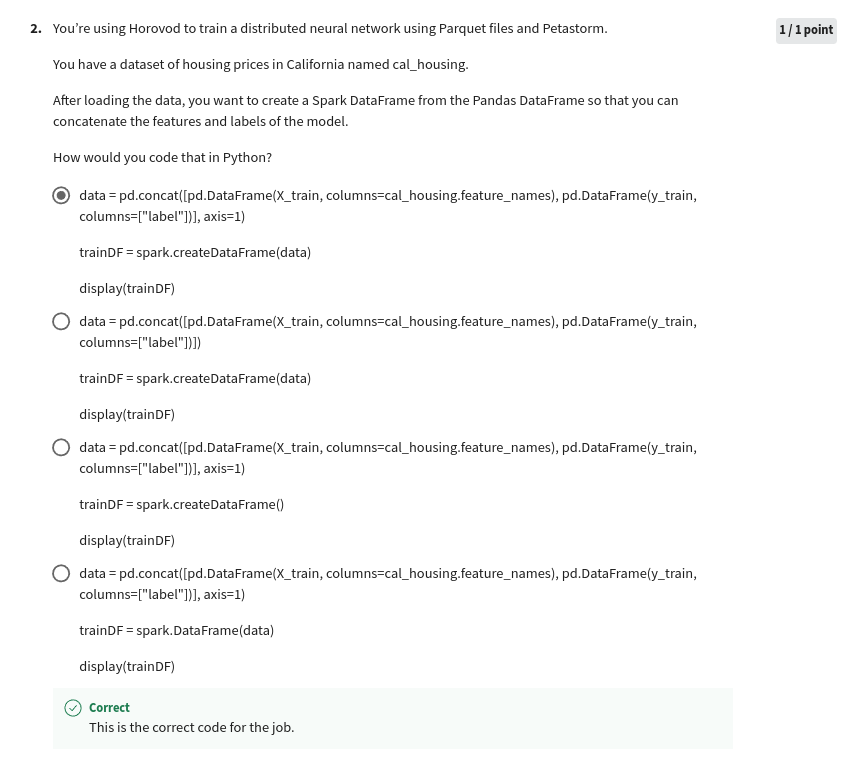 2. You’re using Horovod to train a distributed neural network using Parquet files and Petastorm.
1 / 1 point
You have a dataset of housing prices in California named cal_housing.
After loading the data, you want to create a Spark DataFrame from the Pandas DataFrame so that you can
concatenate the features and labels of the model.
How would you code that in Python?
data = pd.concat([pd.DataFrame(X_train, columns=cal_housing.feature_names), pd.DataFrame(y_train,
columns=["label"])], axis=1)
trainDF = spark.createDataFrame(data)
display(trainDF)
data = pd.concat([pd.DataFrame(X_train, columns=cal_housing.feature_names), pd.DataFrame(y_train,
columns=["label"])])
trainDF = spark.createDataFrame(data)
display(trainDF)
data = pd.concat([pd.DataFrame(X_train, columns=cal_housing.feature_names), pd.DataFrame(y_train,
columns=["label"])], axis=1)
trainDF = spark.createDataFrame()
display(trainDF)
data = pd.concat([pd.DataFrame(X_train, columns=cal_housing.feature_names), pd.DataFrame(y_train,
columns=["label"])], axis=1)
trainDF = spark.DataFrame(data)
display(trainDF)
Correct
This is the correct code for the job.